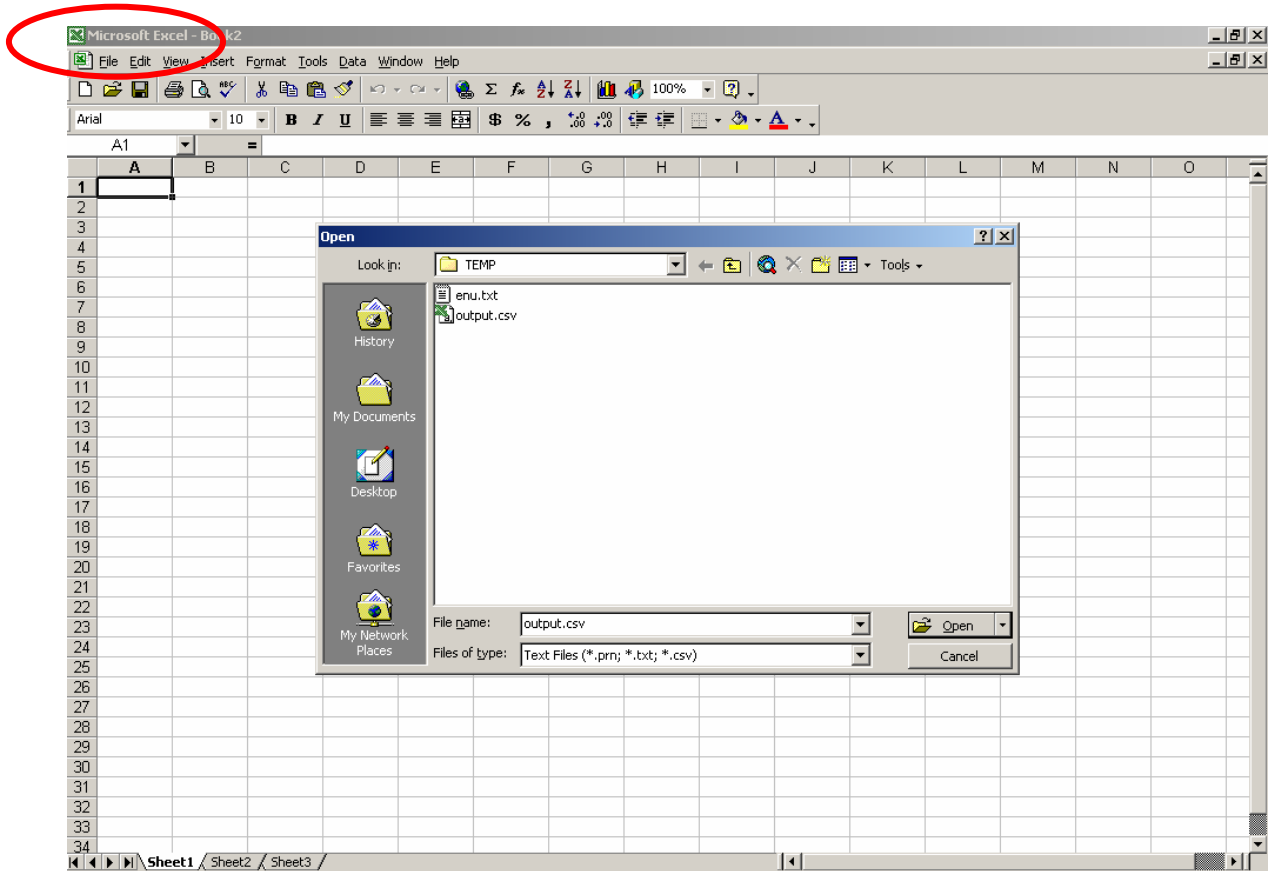 Microsoft Excel - Book2
File Edit View Insert Format Tools Data Window Help
100%
Arial 10 B I U $ % ,
A1 =
A B C D E F G H I J K L M N O
1
2
3
4
5
6
7
8
9
10
11
12
13
14
15
16
17
18
19
20
21
22
23
24
25
26
27
28
29
30
31
32
33
34
Open
Look in: TEMP Tools
enu.txt
output.csv
History
My Documents
Desktop
Favorites
My Network
Places
File name: output.csv Open
Files of type: Text Files (*.prn; *.txt; *.csv) Cancel
Sheet1 Sheet2 Sheet3